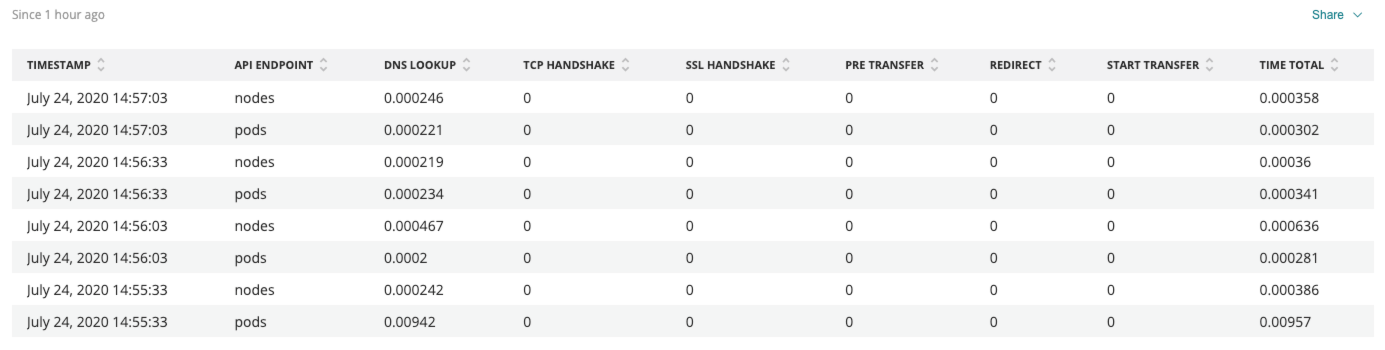 Since 1 hour ago Share
TIMESTAMP API ENDPOINT DNS LOOKUP TCP HANDSHAKE SSL HANDSHAKE PRE TRANSFER REDIRECT START TRANSFER TIME TOTAL
July 24, 2020 14:57:03 nodes 0.000246 0 0 0 0 0 0.000358
July 24, 2020 14:57:03 pods 0.000221 0 0 0 0 0 0.000302
July 24, 2020 14:56:33 nodes 0.000219 0 0 0 0 0 0.00036
July 24, 2020 14:56:33 pods 0.000234 0 0 0 0 0 0.000341
July 24, 2020 14:56:03 nodes 0.000467 0 0 0 0 0 0.000636
July 24, 2020 14:56:03 pods 0.0002 0 0 0 0 0 0.000281
July 24, 2020 14:55:33 nodes 0.000242 0 0 0 0 0 0.000386
July 24, 2020 14:55:33 pods 0.00942 0 0 0 0 0 0.00957